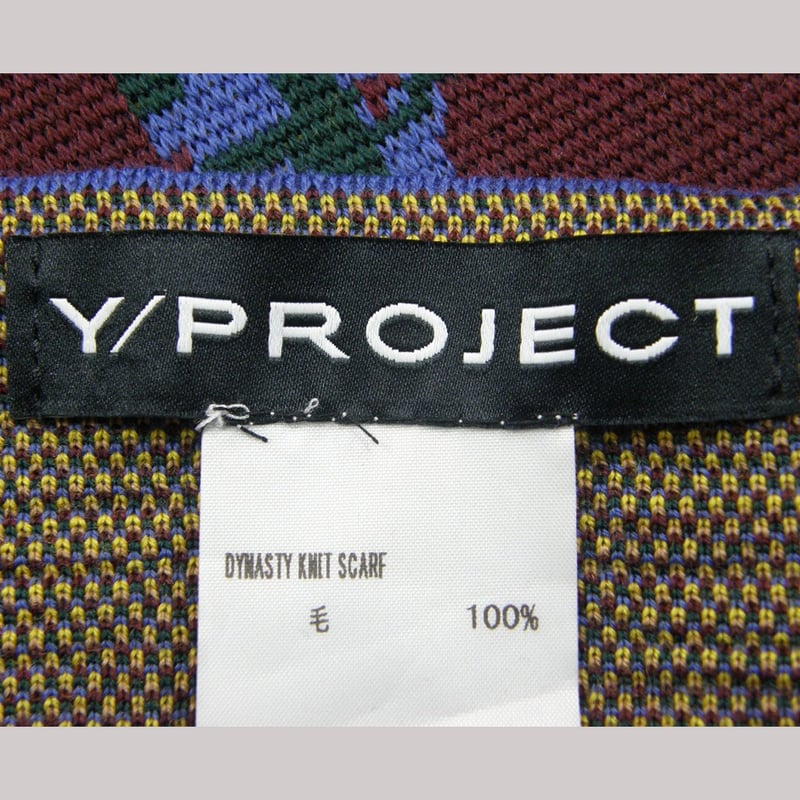 Y/PROJECT
DYNASTY KNIT SCARF
毛 100%